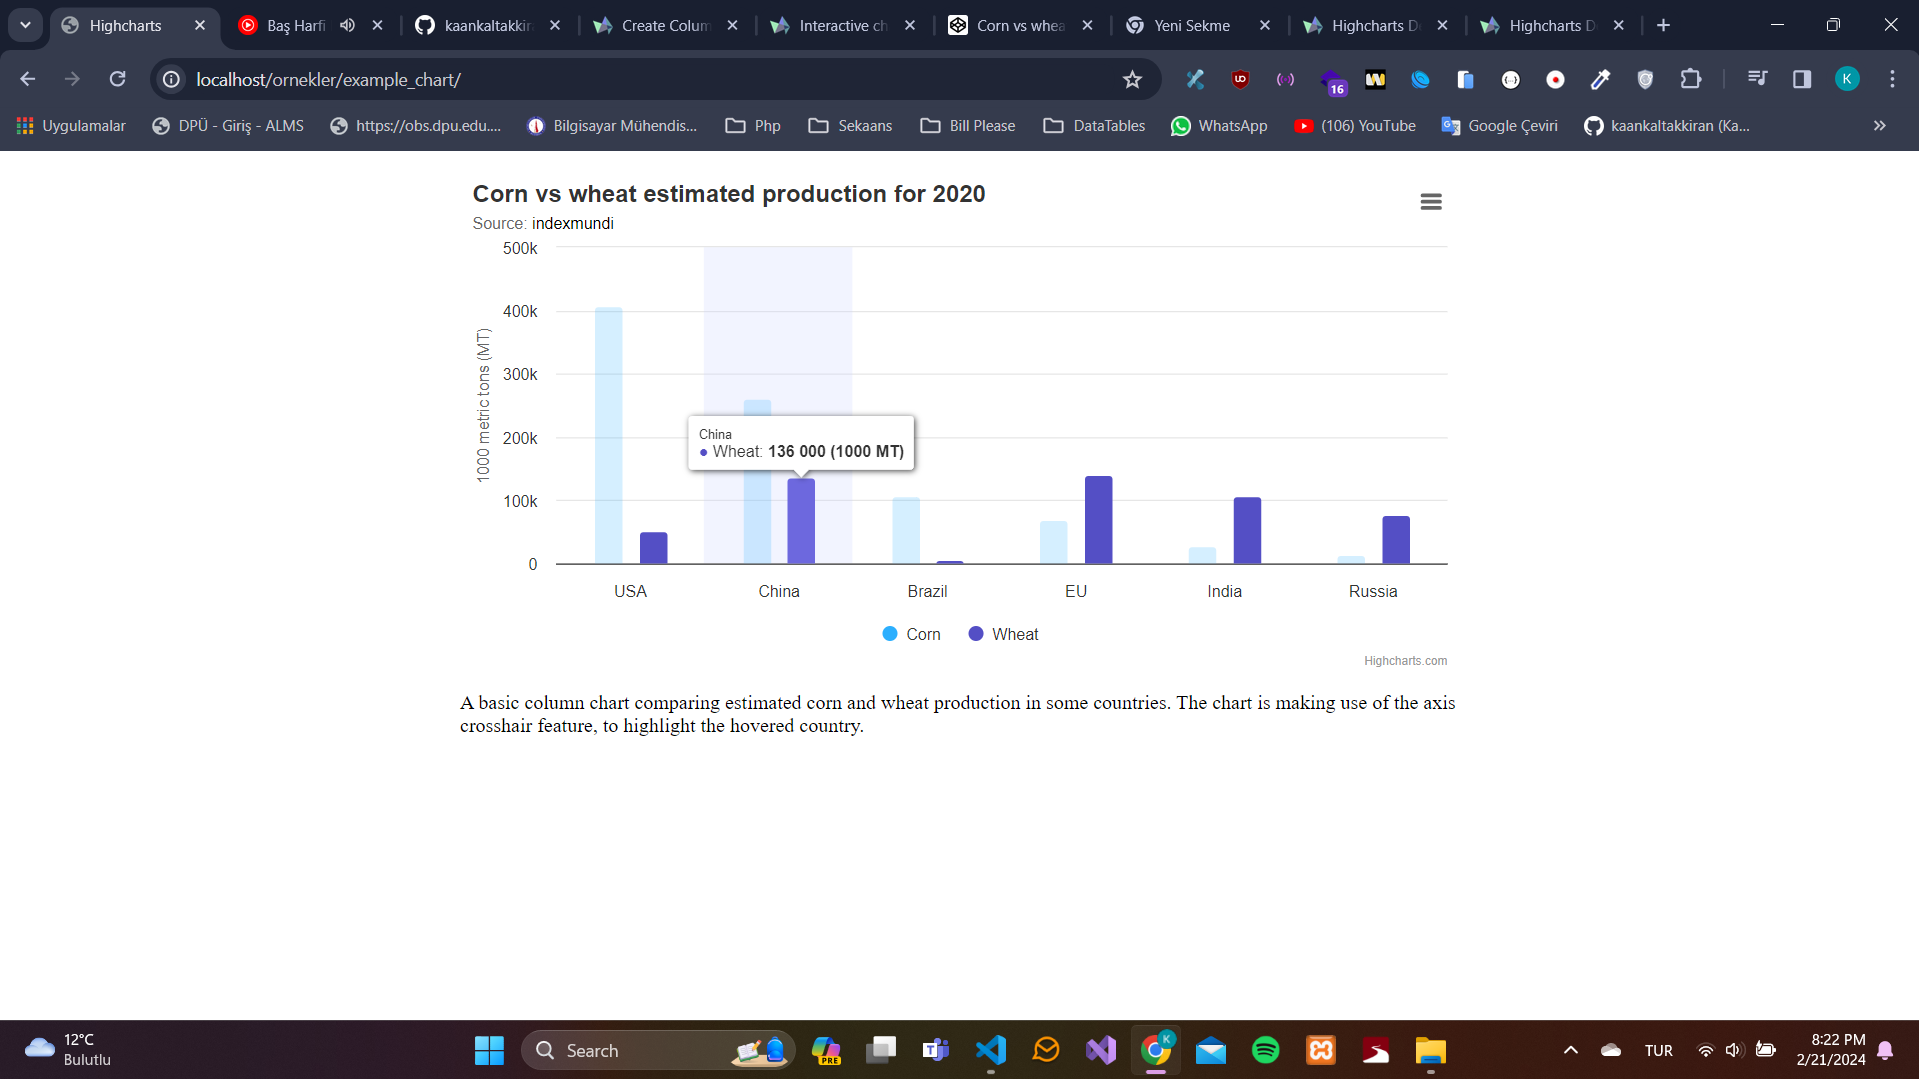 Highcharts
Baş Harfi
kaankaltakkir
Create Colum
Interactive ch
Corn vs whea
Yeni Sekme
Highcharts D
Highcharts D
localhost/ornekler/example_chart/
16
K
Uygulamalar
DPÜ - Giriş - ALMS
https://obs.dpu.edu....
Bilgisayar Mühendis...
Php
Sekaans
Bill Please
DataTables
WhatsApp
(106) YouTube
Google Çeviri
kaankaltakkiran (Ka...
Corn vs wheat estimated production for 2020
Source: indexmundi
1000 metric tons (MT)
500k
400k
300k
200k
100k
0
China
Wheat: 136 000 (1000 MT)
USA
China
Brazil
EU
India
Russia
Corn
Wheat
Highcharts.com
A basic column chart comparing estimated corn and wheat production in some countries. The chart is making use of the axis
crosshair feature, to highlight the hovered country.
12°C
Bulutlu
Search
PRE
K
TUR
8:22 PM
2/21/2024